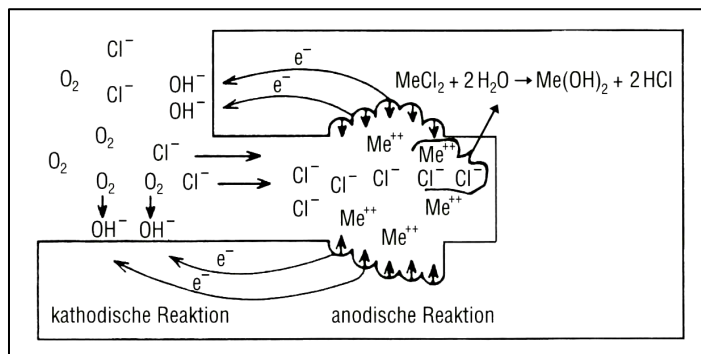 Cl⁻
O₂
Cl⁻
OH⁻
OH⁻
e⁻
e⁻
MeCl₂ + 2 H₂O → Me(OH)₂ + 2 HCl
O₂
O₂
Cl⁻
O₂
O₂
Cl⁻
OH⁻
OH⁻
Me⁺⁺
Me⁺⁺
Cl⁻
Cl⁻
Cl⁻
Cl⁻
Cl⁻
Cl⁻
Me⁺⁺
Me⁺⁺
Me⁺⁺
e⁻
e⁻
kathodische Reaktion
anodische Reaktion